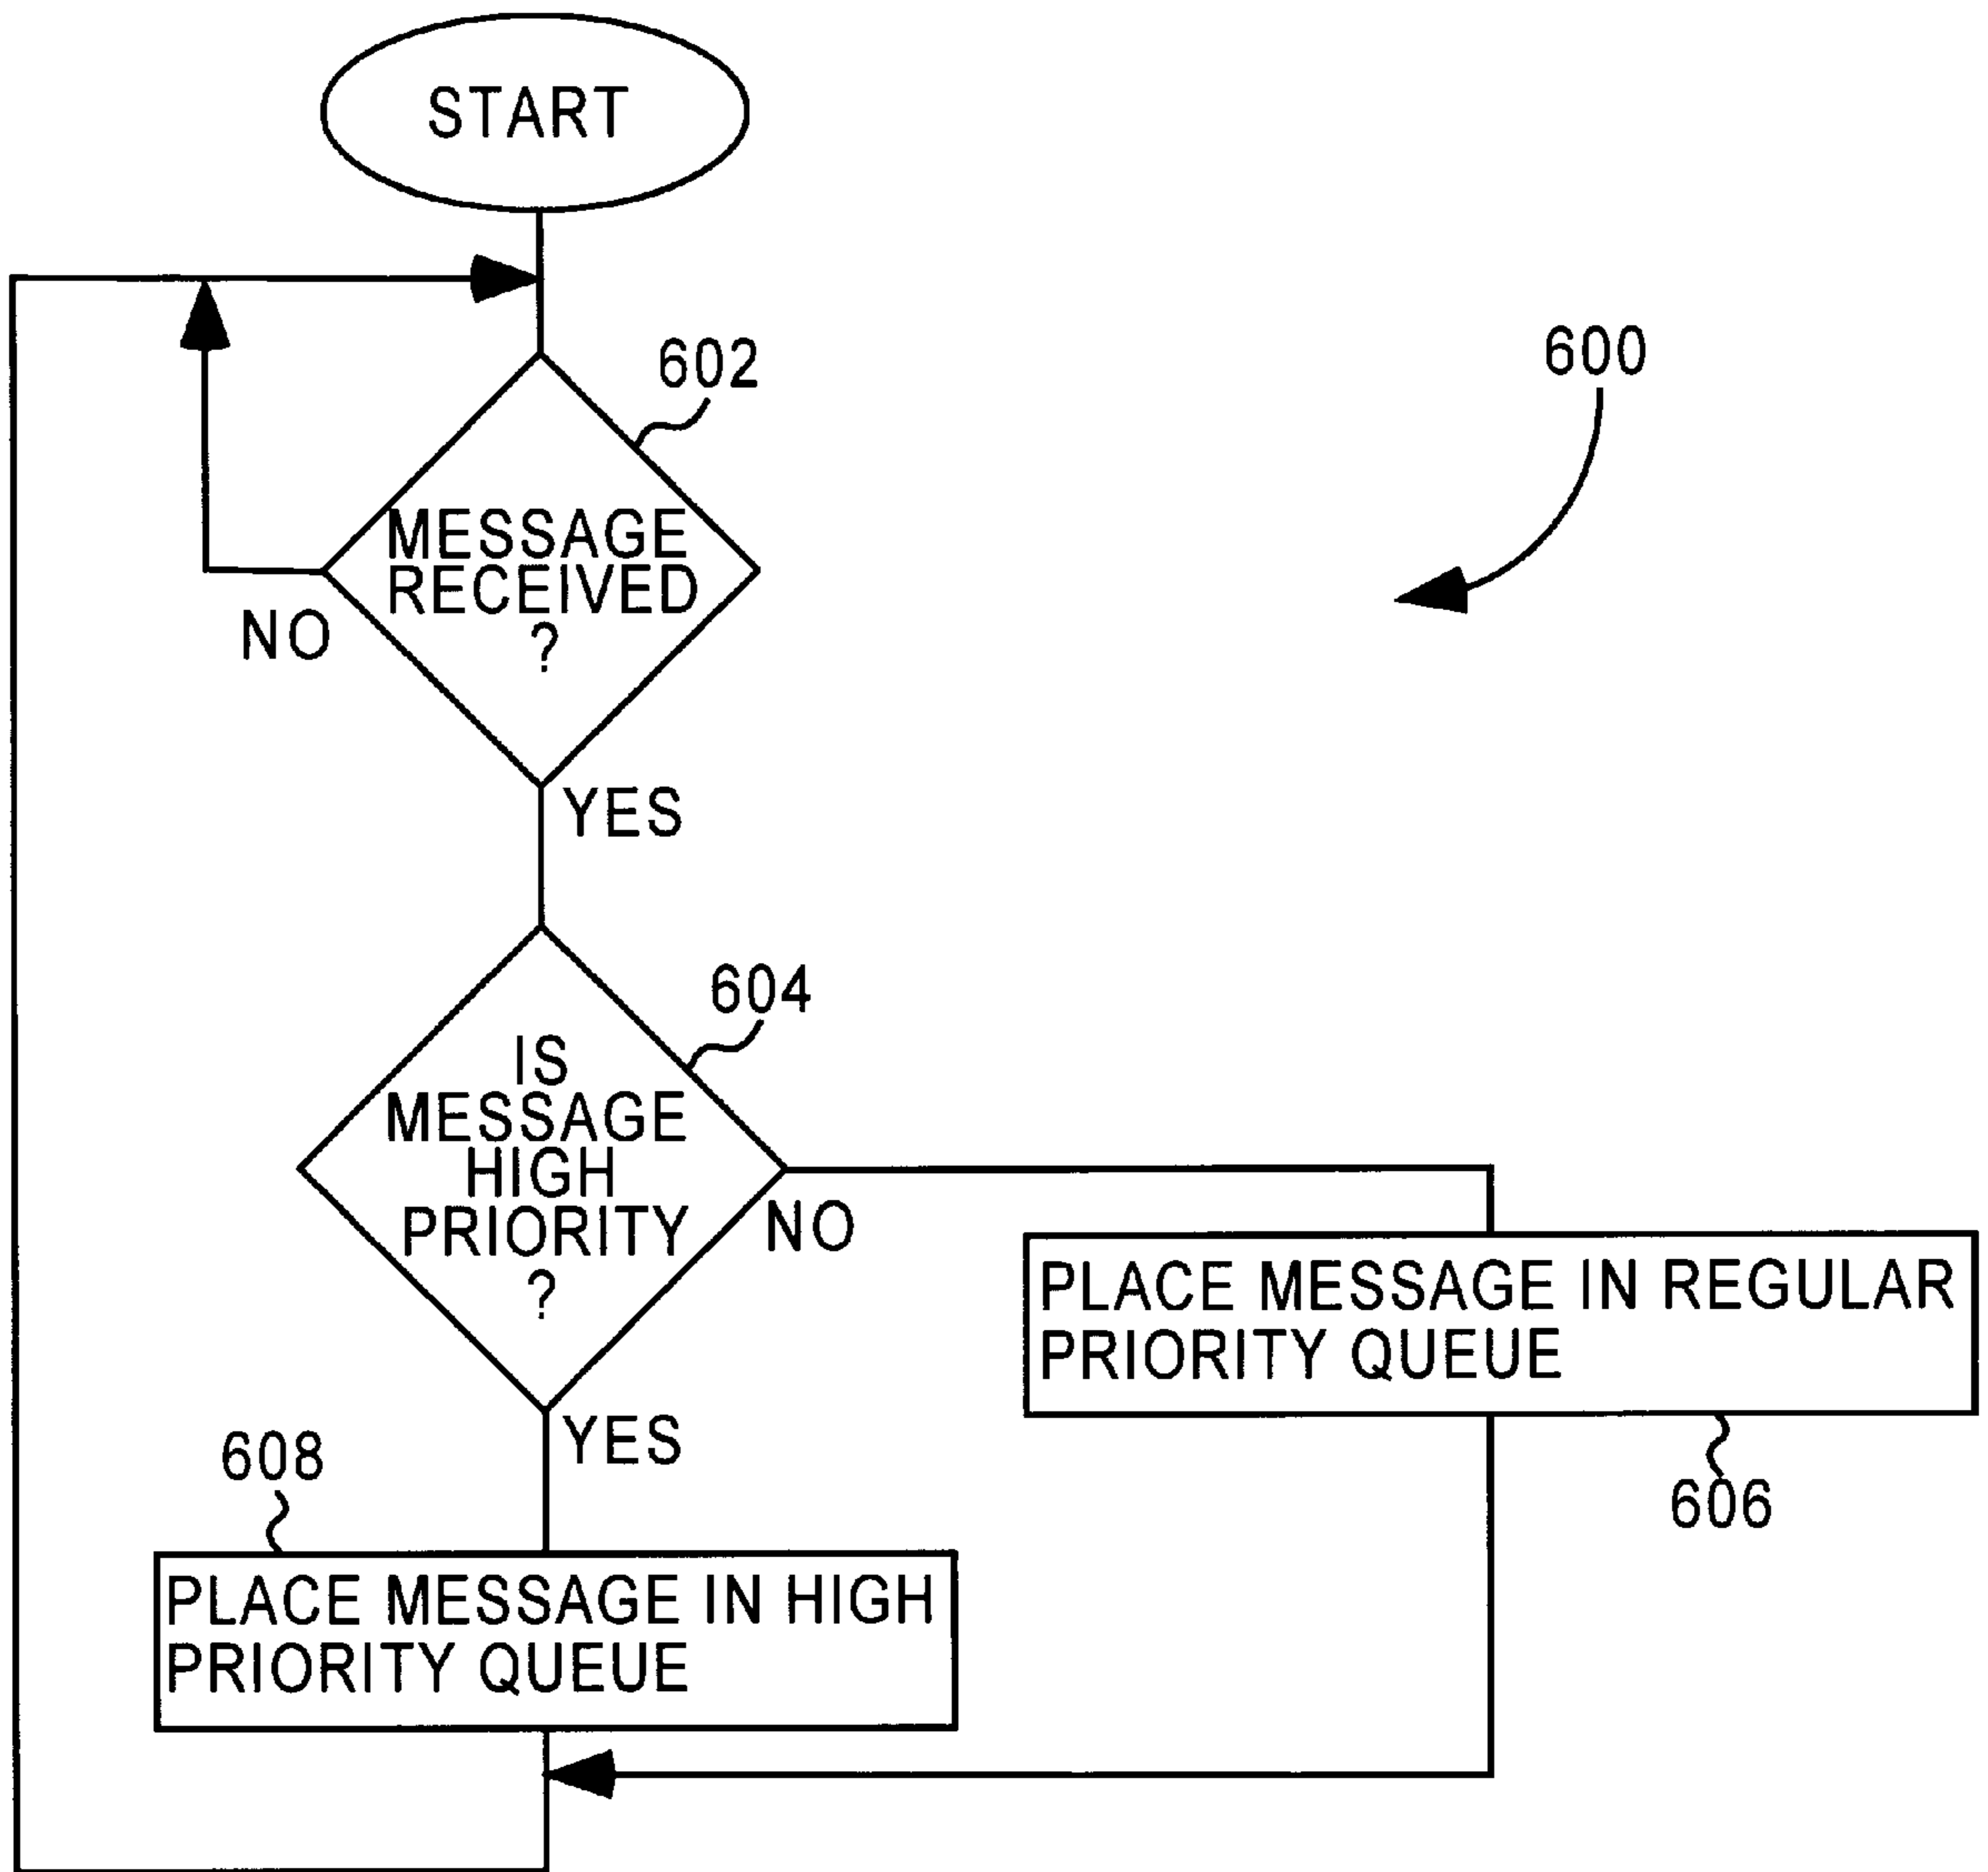 START
602
600
MESSAGE
RECEIVED
?
NO
YES
604
IS
MESSAGE
HIGH
PRIORITY
?
NO
PLACE MESSAGE IN REGULAR
PRIORITY QUEUE
YES
608
606
PLACE MESSAGE IN HIGH
PRIORITY QUEUE